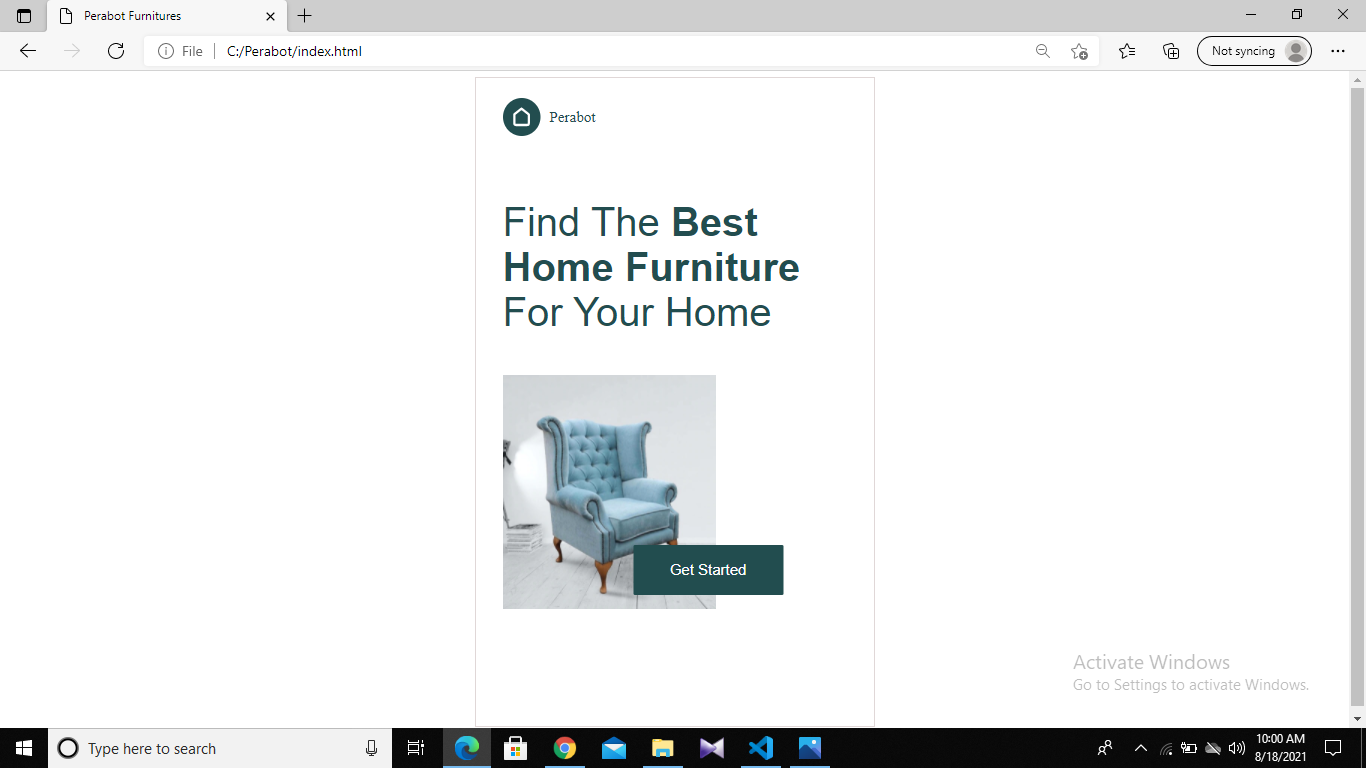 Perabot Furnitures
File
C:/Perabot/index.html
Not syncing
Perabot
Find The Best
Home Furniture
For Your Home
Get Started
Activate Windows
Go to Settings to activate Windows.
Type here to search
10:00 AM
8/18/2021